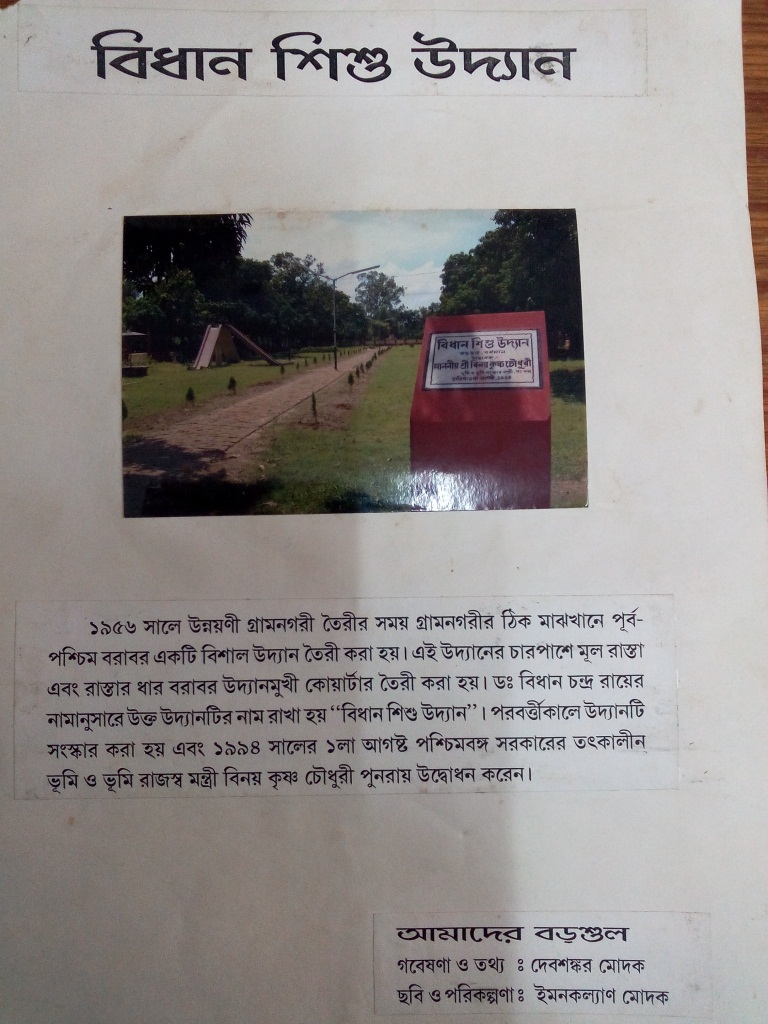 বিধান শিশু উদ্যান
বিধান শিশু উদ্যান
মাননীয় শ্রী বিনয় কৃষ্ণ চৌধুরী
১৯৫৬ সালে উন্নয়ণী গ্রামনগরী তৈরীর সময় গ্রামনগরীর ঠিক মাঝখানে পূর্ব-
পশ্চিম বরাবর একটি বিশাল উদ্যান তৈরী করা হয়। এই উদ্যানের চারপাশে মূল রাস্তা
এবং রাস্তার ধার বরাবর উদ্যানমুখী কোয়ার্টার তৈরী করা হয়। ডঃ বিধান চন্দ্র রায়ের
নামানুসারে উক্ত উদ্যানটির নাম রাখা হয় “বিধান শিশু উদ্যান”। পরবর্ত্তীকালে উদ্যানটি
সংস্কার করা হয় এবং ১৯৯৪ সালের ১লা আগষ্ট পশ্চিমবঙ্গ সরকারের তৎকালীন
ভূমি ও ভূমি রাজস্ব মন্ত্রী বিনয় কৃষ্ণ চৌধুরী পুনরায় উদ্বোধন করেন।
আমাদের বড়শুল
গবেষণা ও তথ্য ঃ দেবশঙ্কর মোদক
ছবি ও পরিকল্পণা ঃ ইমনকল্যাণ মোদক